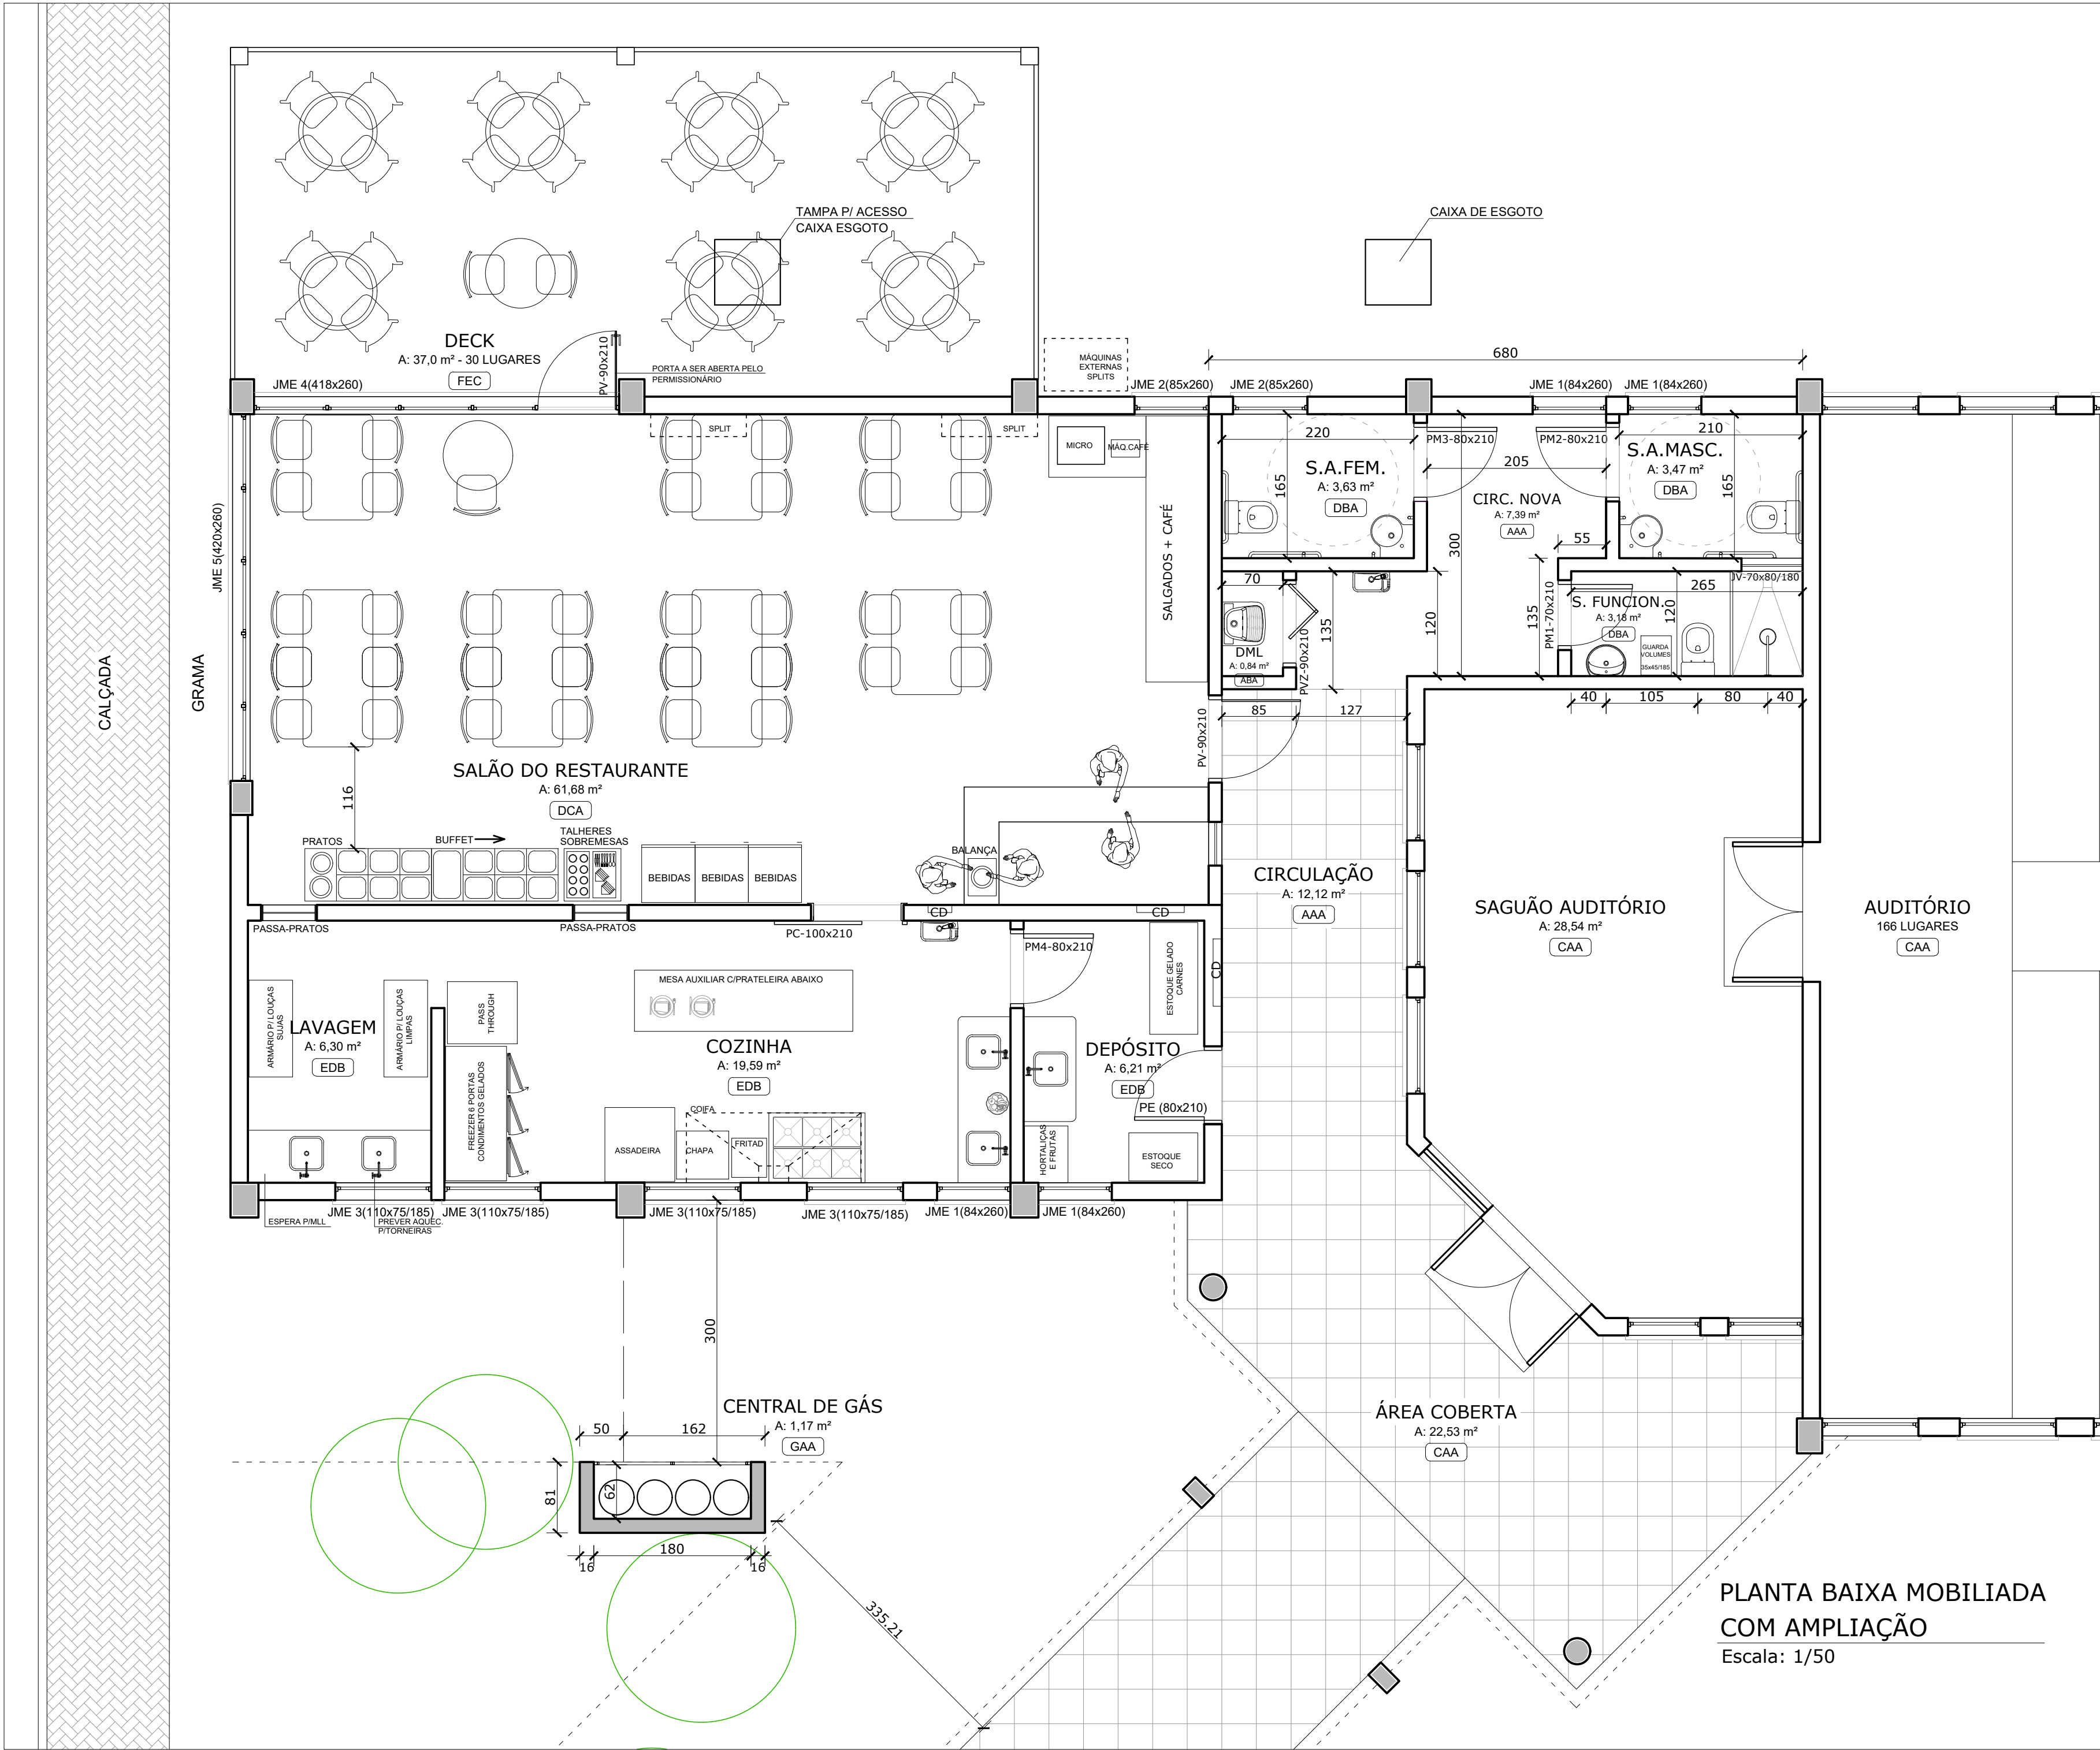 TAMPA P/ ACESSO
CAIXA ESGOTO
CAIXA DE ESGOTO
DECK
A: 37,0 m² - 30 LUGARES
FEC
JME 4(418x260)
PV-90x210
PORTA A SER ABERTA PELO
PERMISSIONÁRIO
MÁQUINAS
EXTERNAS
SPLITS
680
JME 2(85x260)
JME 2(85x260)
JME 1(84x260)
JME 1(84x260)
SPLIT
SPLIT
MICRO
MÁQ.CAFÉ
220
PM3-80x210
PM2-80x210
210
S.A.FEM.
A: 3,63 m²
DBA
165
205
S.A.MASC.
A: 3,47 m²
DBA
165
CIRC. NOVA
A: 7,39 m²
AAA
JME 5(420x260)
SALGADOS + CAFÉ
300
55
70
JV-70x80/180
265
S. FUNCION.
A: 3,18 m²
DBA
120
PM1-70x210
135
120
135
GUARDA
VOLUMES
35x45/185
DML
A: 0,84 m²
ABA
PVZ-90x210
CALÇADA
GRAMA
40
105
80
40
85
127
PV-90x210
SALÃO DO RESTAURANTE
A: 61,68 m²
DCA
116
PRATOS
BUFFET
TALHERES
SOBREMESAS
BALANÇA
BEBIDAS
BEBIDAS
BEBIDAS
CIRCULAÇÃO
A: 12,12 m²
AAA
SAGUÃO AUDITÓRIO
A: 28,54 m²
CAA
AUDITÓRIO
166 LUGARES
CAA
CD
CD
PASSA-PRATOS
PASSA-PRATOS
PC-100x210
PM4-80x210
ESTOQUE GELADO
CARNES
CD
MESA AUXILIAR C/PRATELEIRA ABAIXO
ARMÁRIO P/ LOUÇAS
SUJAS
LAVAGEM
A: 6,30 m²
EDB
ARMÁRIO P/ LOUÇAS
LIMPAS
PASS
THROUGH
COZINHA
A: 19,59 m²
EDB
DEPÓSITO
A: 6,21 m²
EDB
PE (80x210)
FREEZER 6 PORTAS
CONDIMENTOS GELADOS
COIFA
ASSADEIRA
CHAPA
FRITAD
HORTALIÇAS
E FRUTAS
ESTOQUE
SECO
JME 3(110x75/185)
JME 3(110x75/185)
JME 3(110x75/185)
JME 3(110x75/185)
JME 1(84x260)
JME 1(84x260)
ESPERA P/MLL
PREVER AQUEC.
P/TORNEIRAS
300
CENTRAL DE GÁS
A: 1,17 m²
GAA
50
162
81
62
180
16
16
335.21
ÁREA COBERTA
A: 22,53 m²
CAA
PLANTA BAIXA MOBILIADA
COM AMPLIAÇÃO
Escala: 1/50